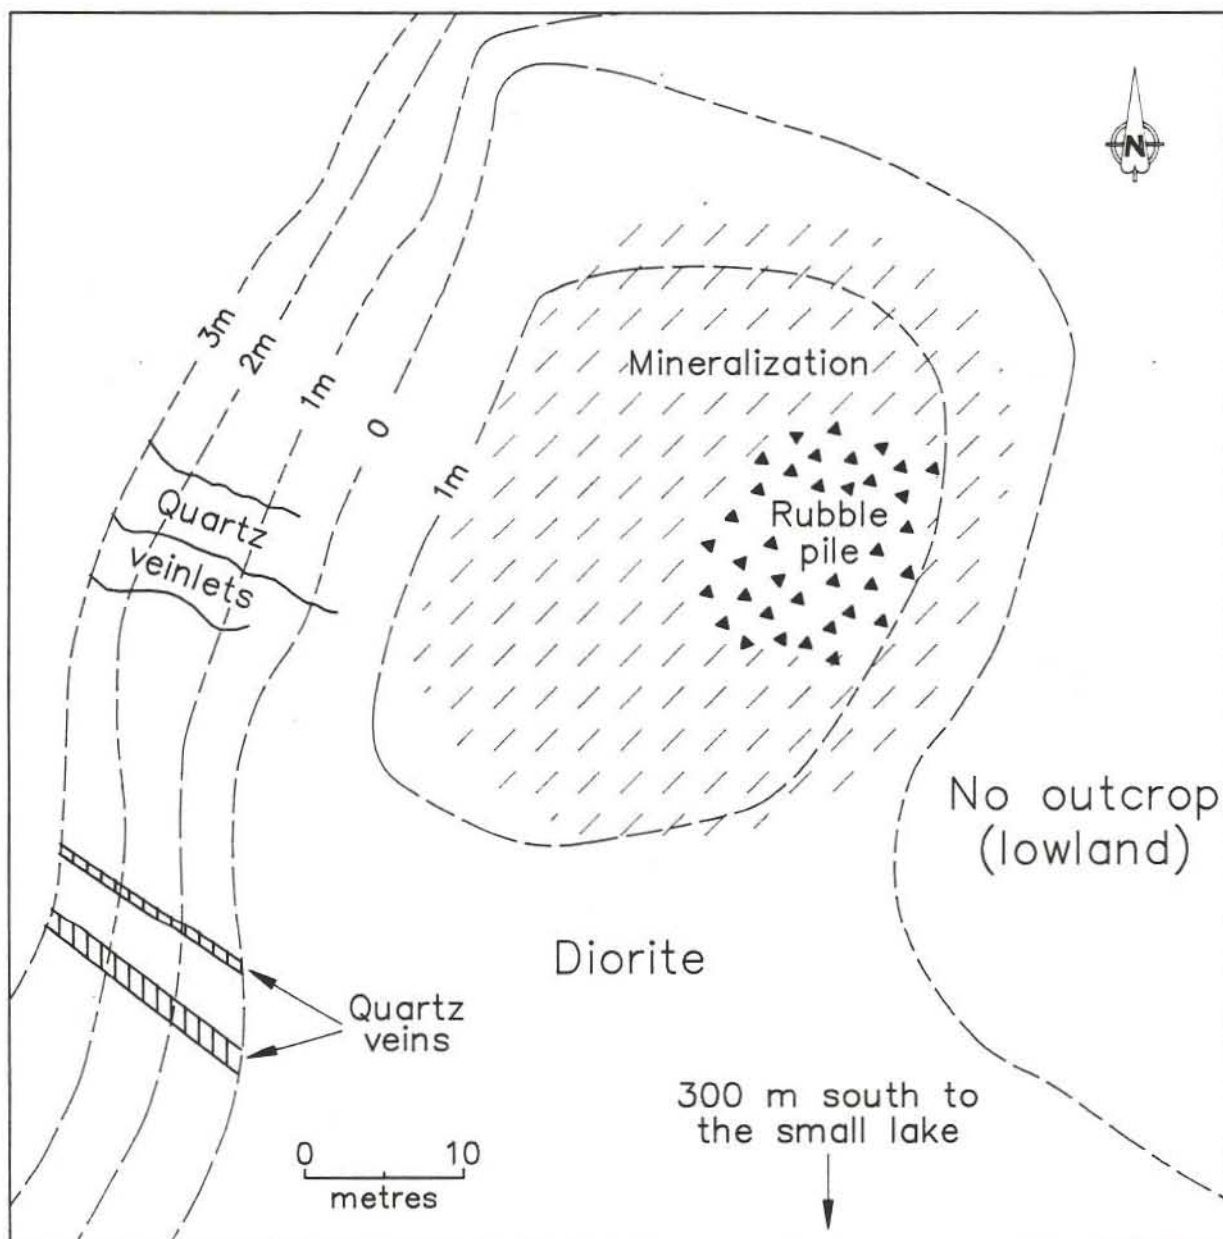 N
3m
2m
1m
0
1m
Mineralization
Rubble
pile
Quartz
veinlets
No outcrop
(lowland)
Diorite
Quartz
veins
300 m south to
the small lake
0 10
metres